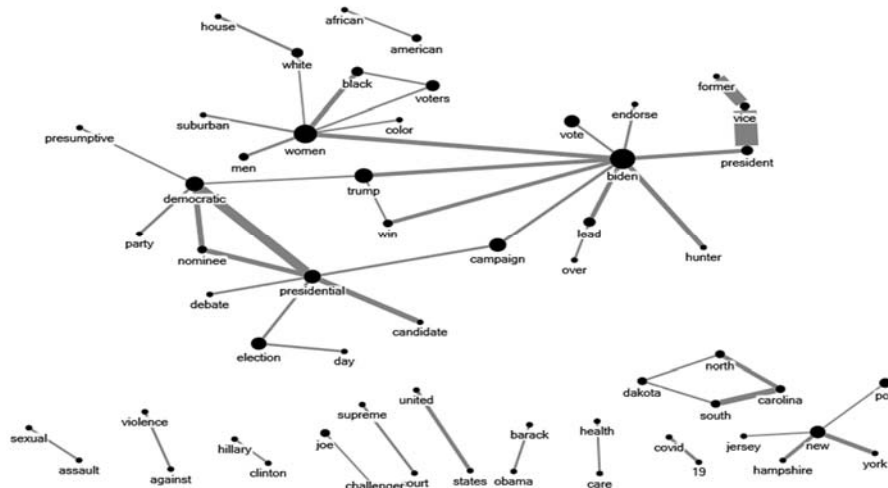 house
african
american
white
former
black
voters
endorse
vice
vote
suburban
color
presumptive
women
men
president
trump
biden
democratic
party
win
lead
nominee
campaign
over
hunter
presidential
debate
candidate
election
day
north
dakota
carolina
south
united
supreme
violence
barack
health
sexual
hillary
joe
covid
jersey
new
assault
against
clinton
challenger
states
obama
care
19
hampshire
york